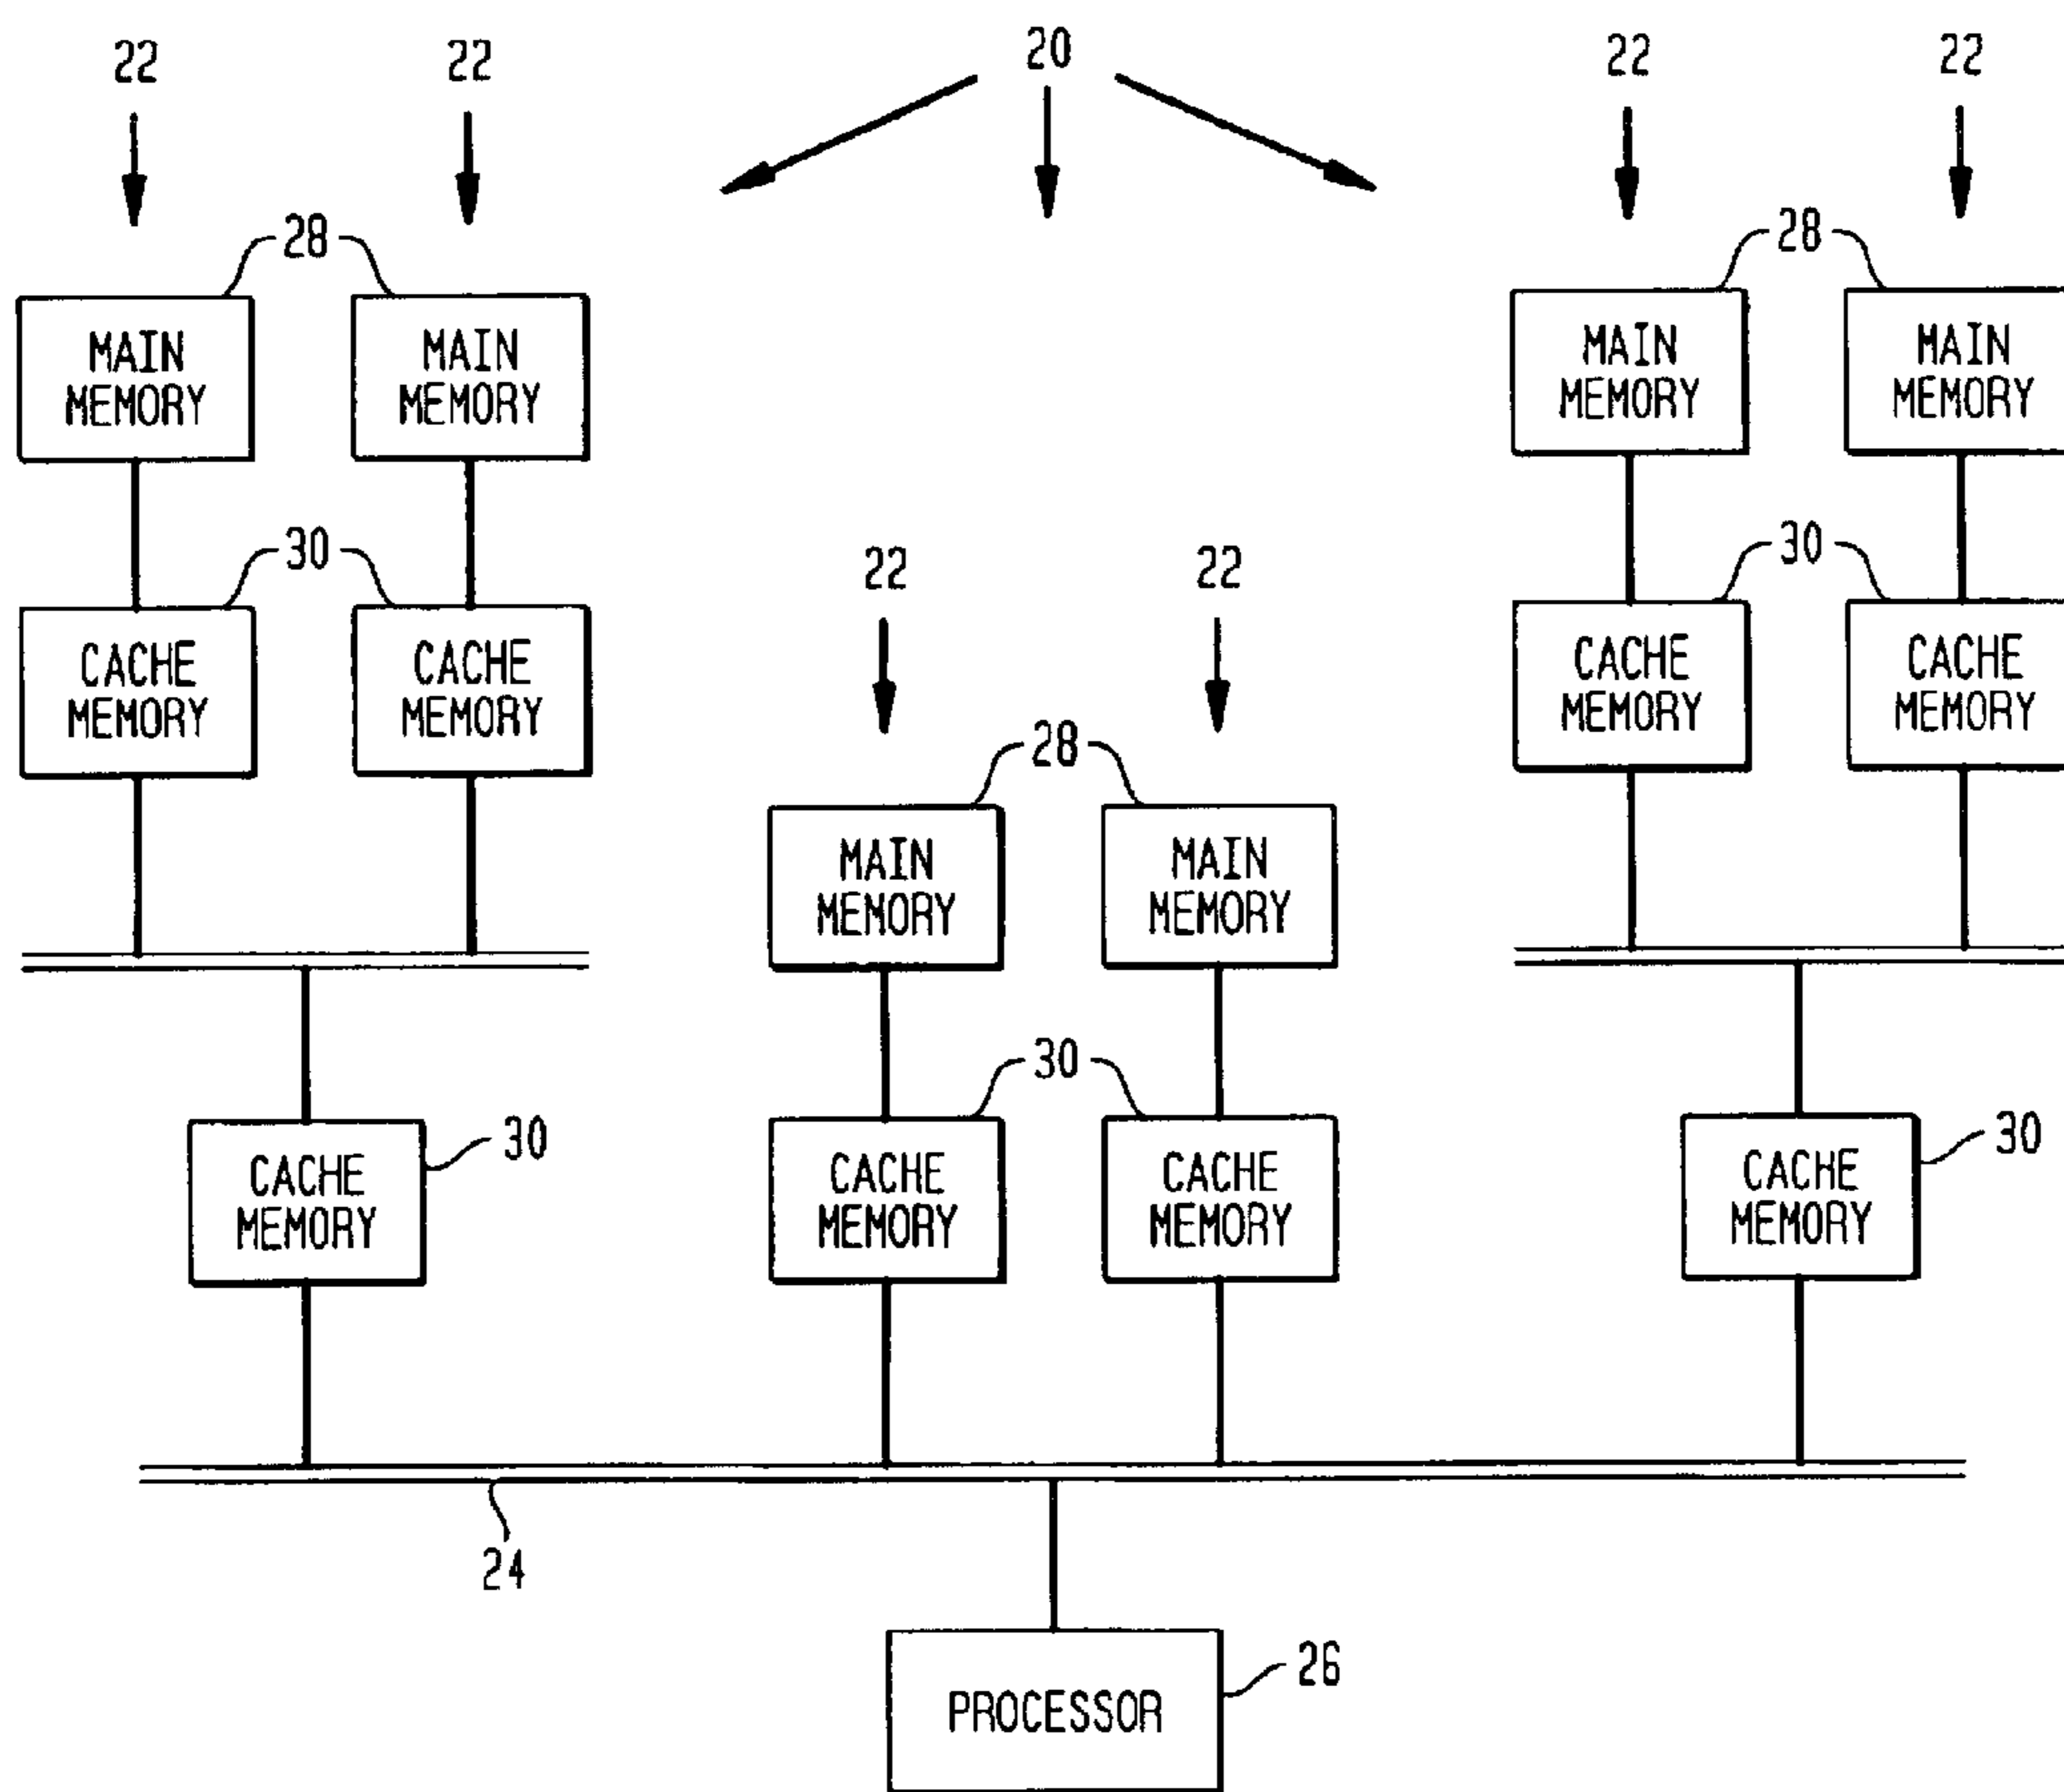 22 22 20 22 22
28 28
MAIN MEMORY MAIN MEMORY MAIN MEMORY MAIN MEMORY
30 30
22 22
CACHE MEMORY CACHE MEMORY CACHE MEMORY CACHE MEMORY
28
MAIN MEMORY MAIN MEMORY
30
30 30
CACHE MEMORY CACHE MEMORY CACHE MEMORY CACHE MEMORY
24
26
PROCESSOR